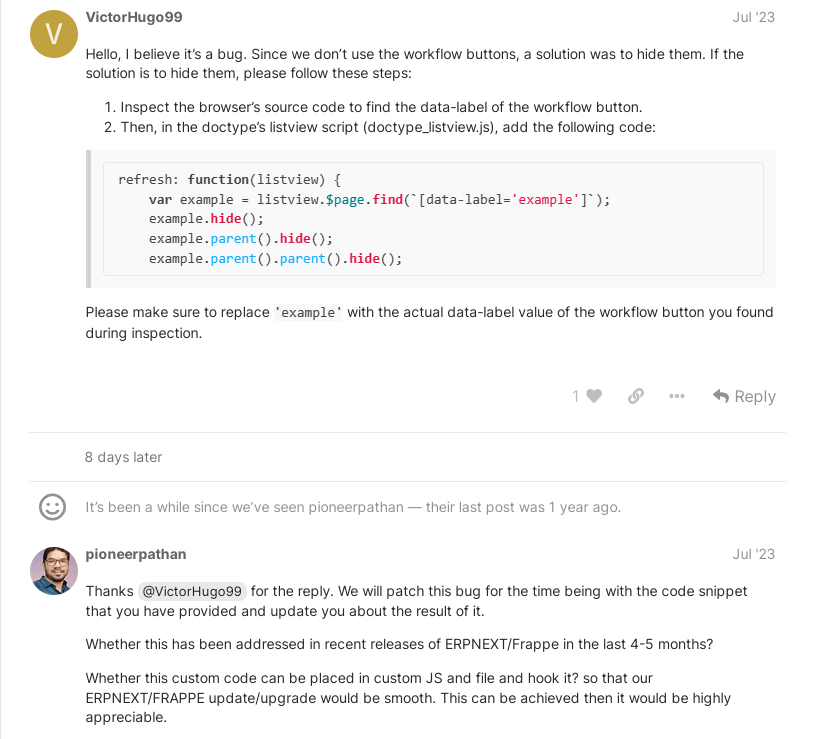 V
VictorHugo99
Jul '23
Hello, I believe it’s a bug. Since we don’t use the workflow buttons, a solution was to hide them. If the
solution is to hide them, please follow these steps:
1. Inspect the browser’s source code to find the data-label of the workflow button.
2. Then, in the doctype’s listview script (doctype_listview.js), add the following code:
refresh: function(listview) {
    var example = listview.$page.find(`[data-label='example']`);
    example.hide();
    example.parent().hide();
    example.parent().parent().hide();
Please make sure to replace 'example' with the actual data-label value of the workflow button you found
during inspection.
1
Reply
8 days later
It’s been a while since we’ve seen pioneerpathan — their last post was 1 year ago.
pioneerpathan
Jul '23
Thanks @VictorHugo99 for the reply. We will patch this bug for the time being with the code snippet
that you have provided and update you about the result of it.
Whether this has been addressed in recent releases of ERPNEXT/Frappe in the last 4-5 months?
Whether this custom code can be placed in custom JS and file and hook it? so that our
ERPNEXT/FRAPPE update/upgrade would be smooth. This can be achieved then it would be highly
appreciable.